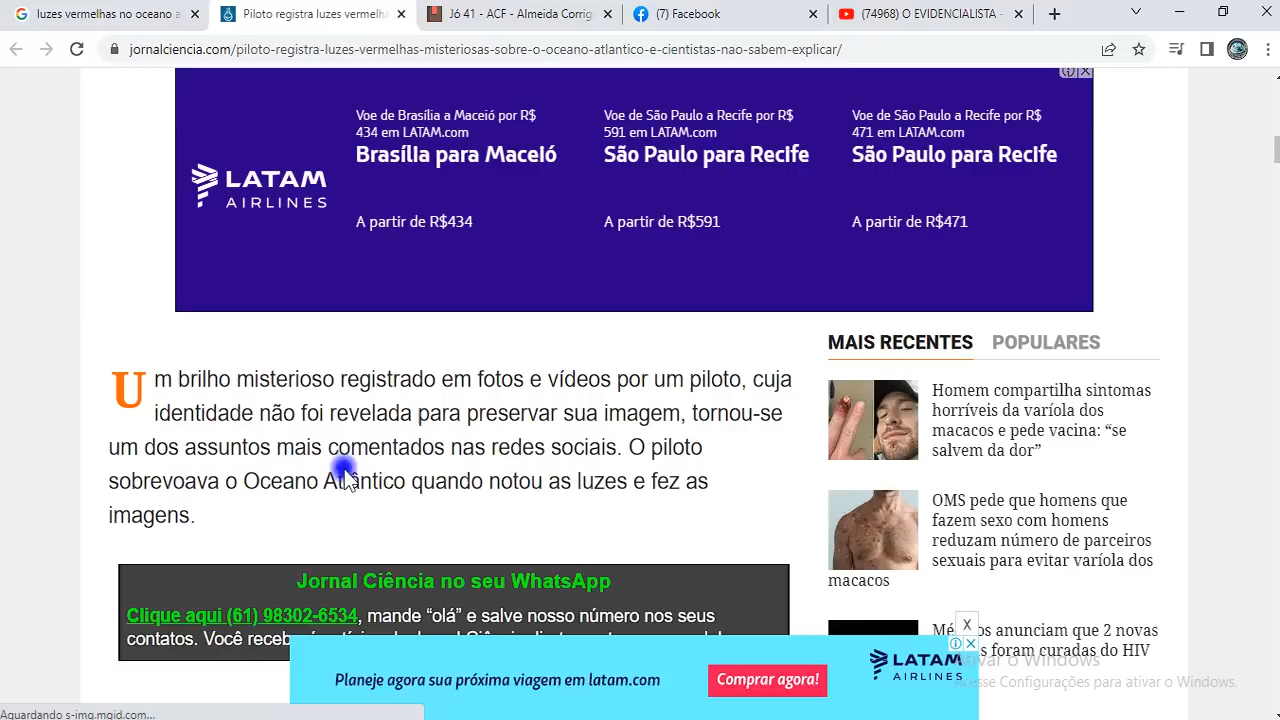 luzes vermelhas no oceano a
Piloto registra luzes vermelha
Jó 41 - ACF - Almeida Corrig
(7) Facebook
(74968) O EVIDENCIALISTA -
jornalciencia.com/piloto-registra-luzes-vermelhas-misteriosas-sobre-o-oceano-atlantico-e-cientistas-nao-sabem-explicar/
LATAM
AIRLINES
Voe de Brasília a Maceió por R$
434 em LATAM.com
Brasília para Maceió
A partir de R$434
Voe de São Paulo a Recife por R$
591 em LATAM.com
São Paulo para Recife
A partir de R$591
Voe de São Paulo a Recife por R$
471 em LATAM.com
São Paulo para Recife
A partir de R$471
Um brilho misterioso registrado em fotos e vídeos por um piloto, cuja
identidade não foi revelada para preservar sua imagem, tornou-se
um dos assuntos mais comentados nas redes sociais. O piloto
sobrevoava o Oceano Atlântico quando notou as luzes e fez as
imagens.
Jornal Ciência no seu WhatsApp
Clique aqui (61) 98302-6534, mande “olá” e salve nosso número nos seus
contatos. Você
MAIS RECENTES POPULARES
Homem compartilha sintomas
horríveis da varíola dos
macacos e pede vacina: “se
salvem da dor”
OMS pede que homens que
fazem sexo com homens
reduzam número de parceiros
sexuais para evitar varíola dos
macacos
anunciam que 2 novas
foram curadas do HIV
X
Planeje agora sua próxima viagem em latam.com
Comprar agora!
LATAM
AIRLINES
Ativar o Windows
Acesse Configurações para ativar o Windows.
Aguardando s-img.mgid.com...